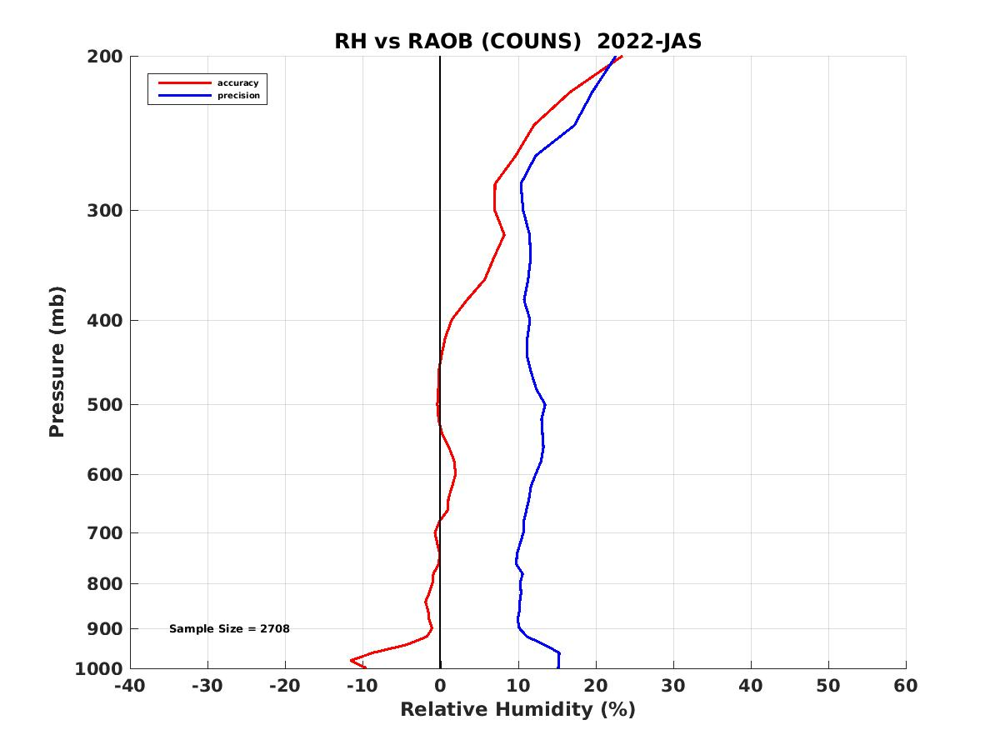 RH vs RAOB (COUNS)  2022-JAS
accuracy
precision
200
300
400
500
600
700
800
900
1000
Pressure (mb)
Sample Size = 2708
-40 -30 -20 -10 0 10 20 30 40 50 60
Relative Humidity (%)